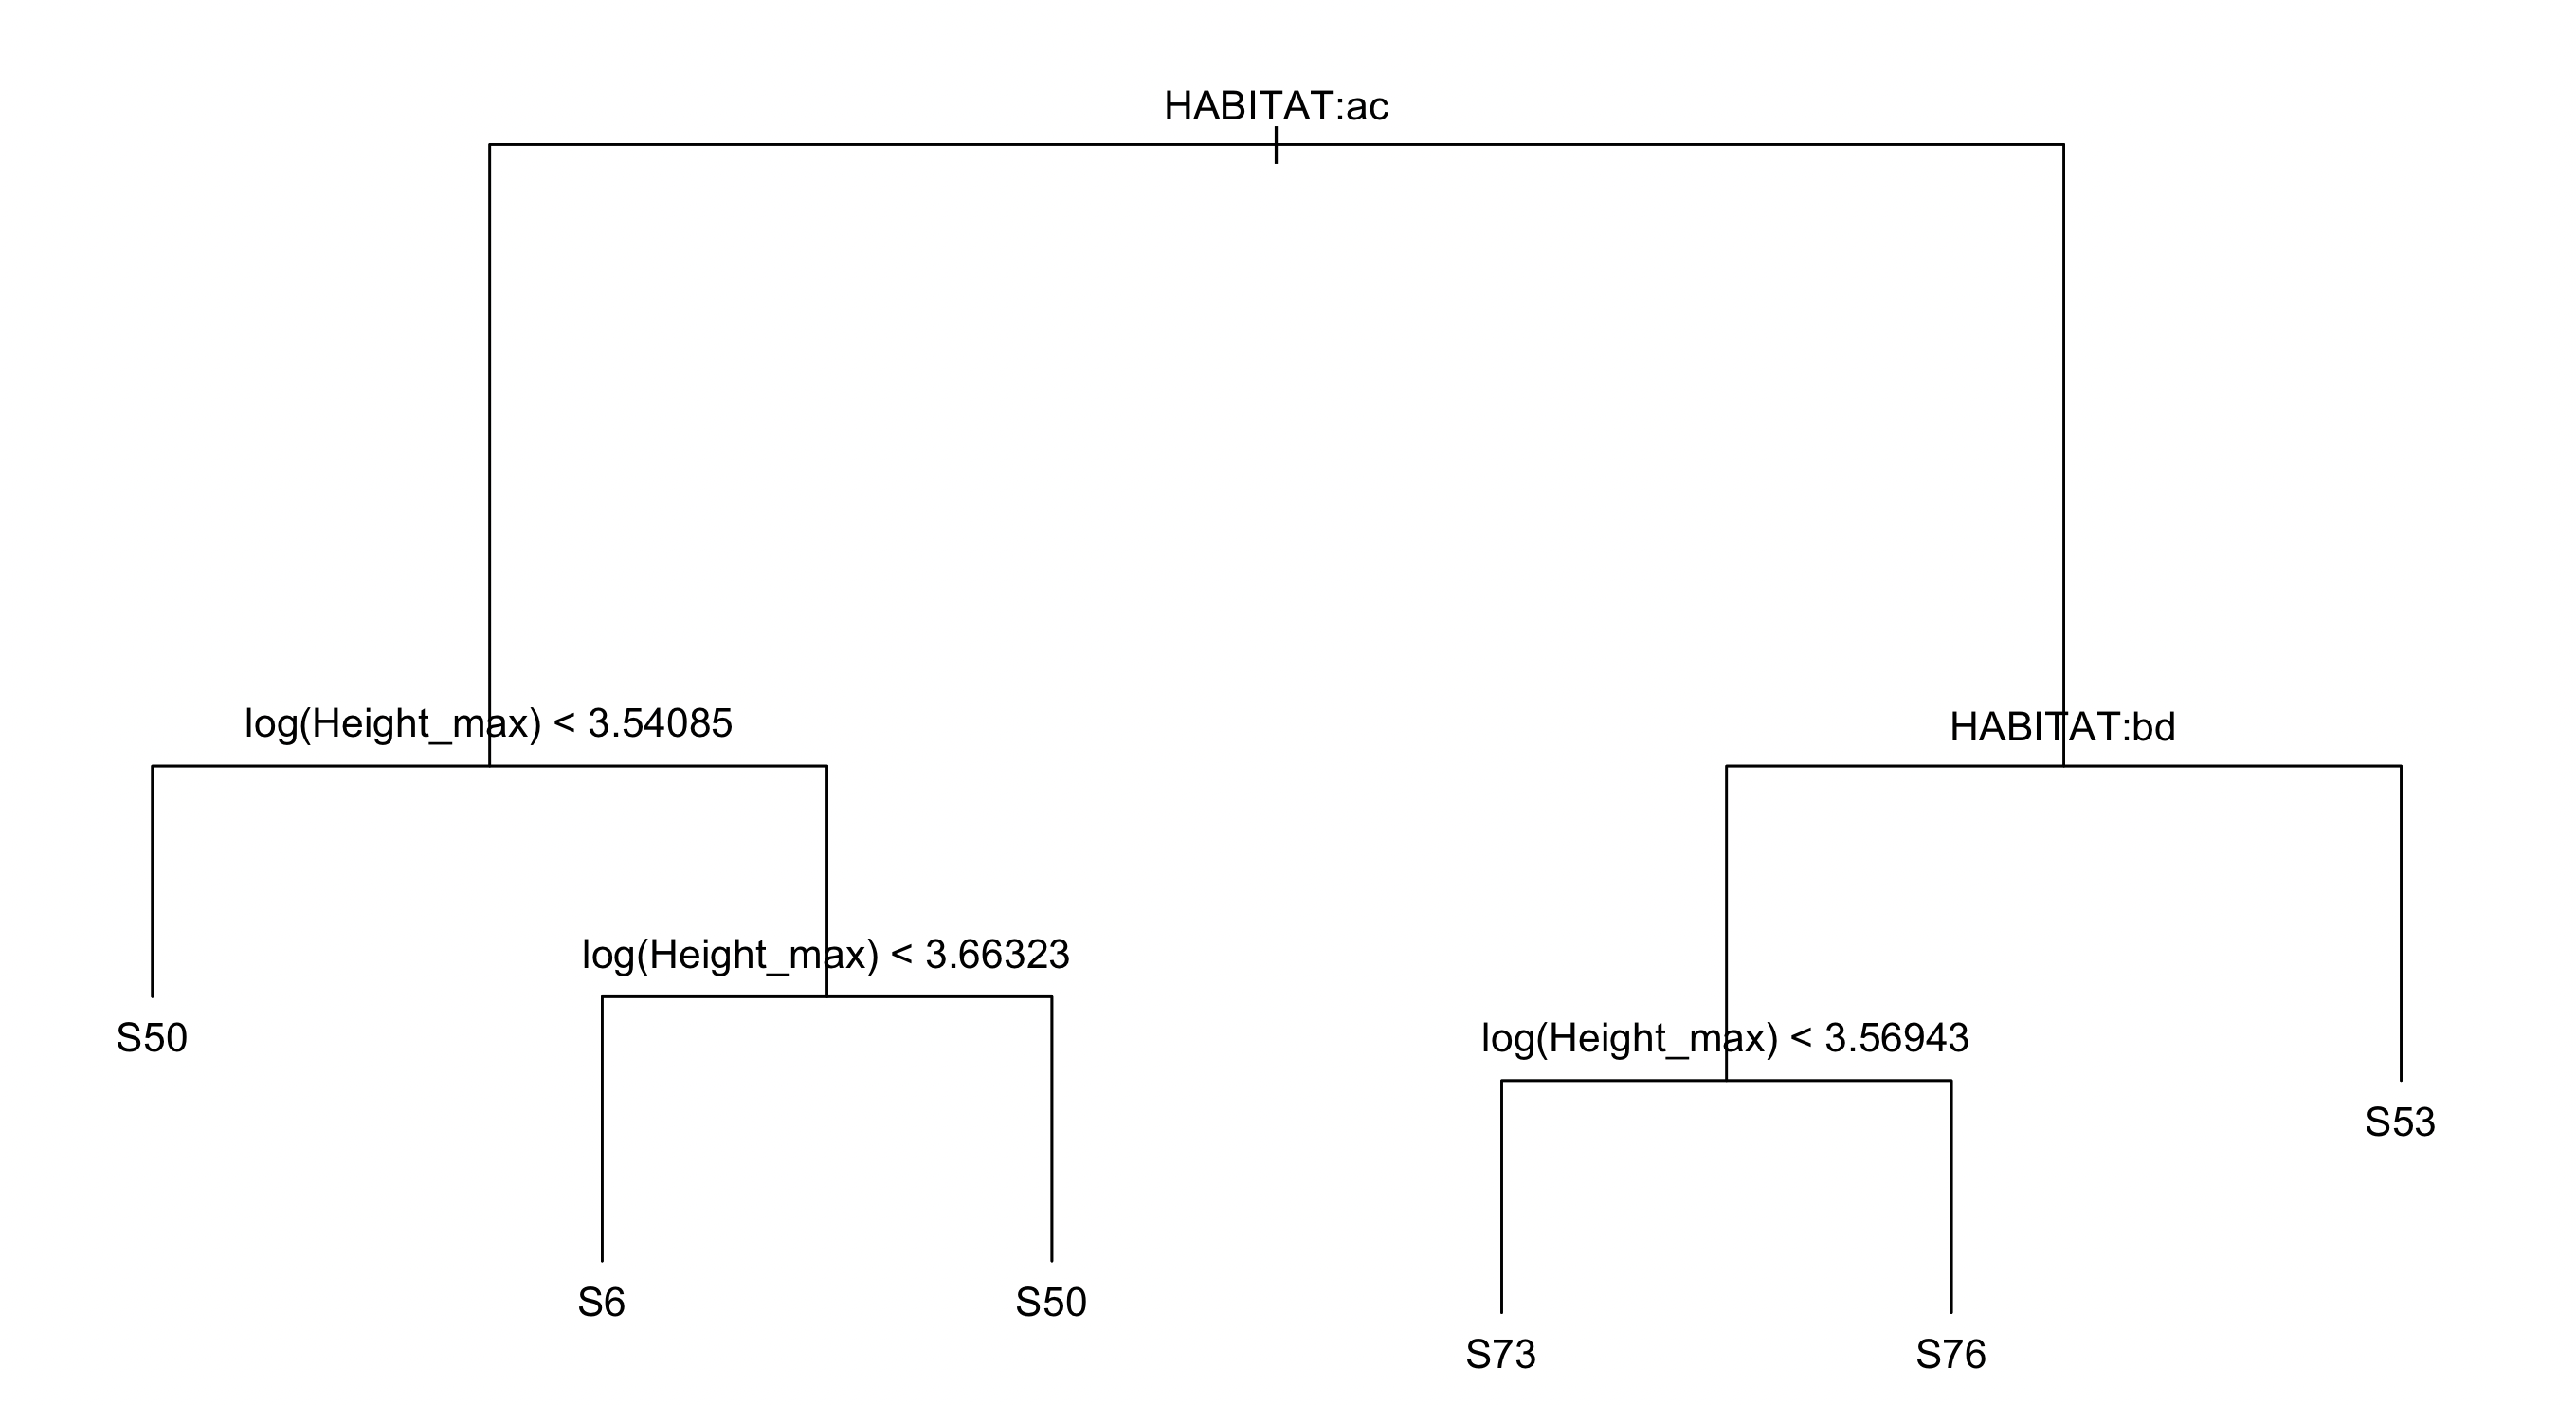 HABITAT:ac
log(Height_max) < 3.54085
HABITAT:bd
log(Height_max) < 3.66323
S50
log(Height_max) < 3.56943
S53
S6
S50
S73
S76